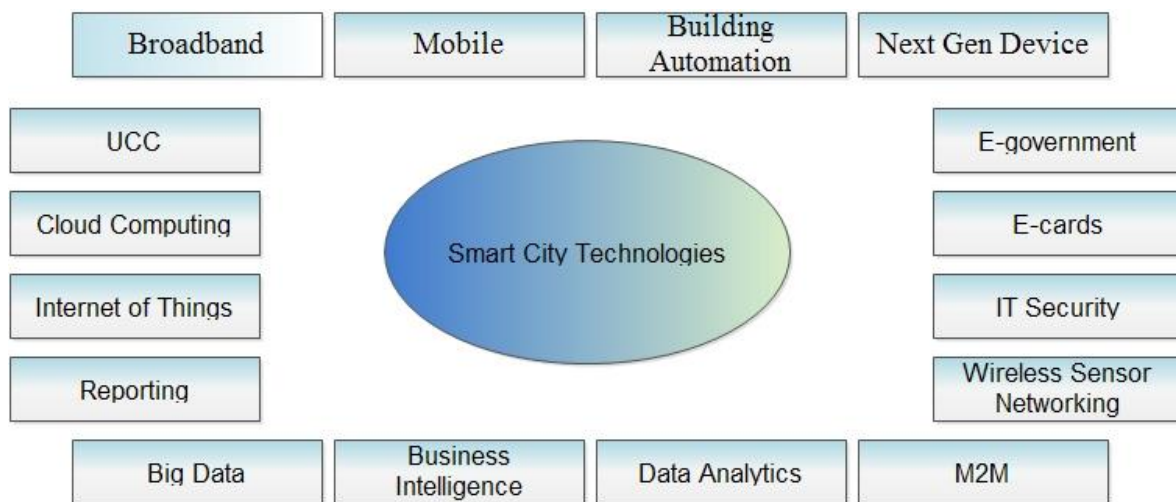 Broadband
Mobile
Building
Automation
Next Gen Device
UCC
E-government
Cloud Computing
Smart City Technologies
E-cards
Internet of Things
IT Security
Reporting
Wireless Sensor
Networking
Big Data
Business
Intelligence
Data Analytics
M2M